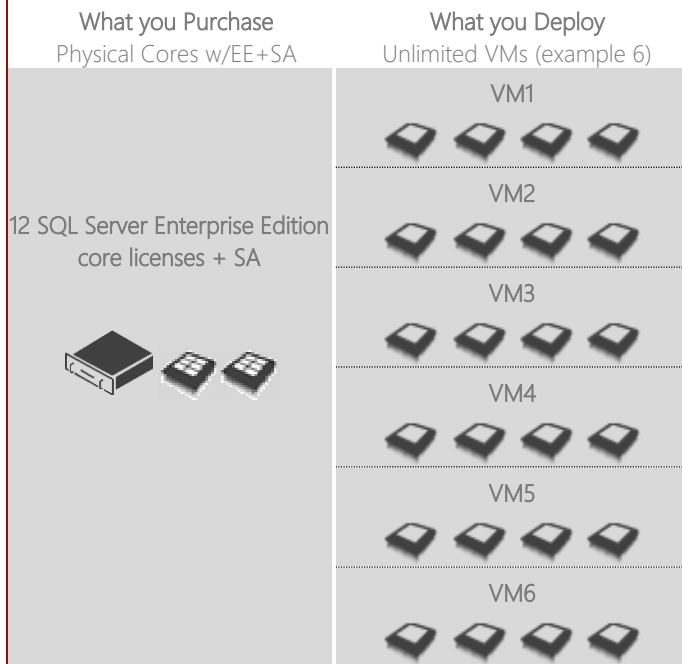 What you Purchase
Physical Cores w/EE+SA
12 SQL Server Enterprise Edition
core licenses + SA
What you Deploy
Unlimited VMs (example 6)
VM1
VM2
VM3
VM4
VM5
VM6